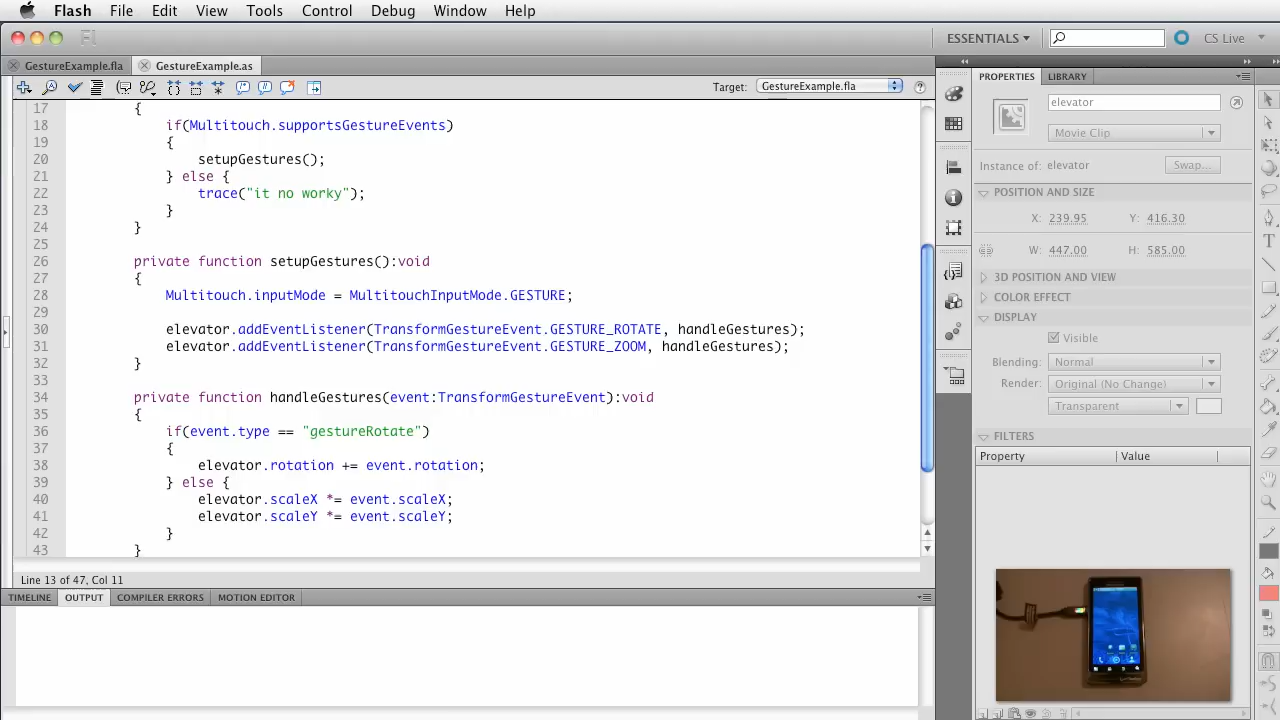 Flash File Edit View Tools Control Debug Window Help
Fl ESSENTIALS CS Live
GestureExample.fla GestureExample.as
Target: GestureExample.fla
17 {
18 if(Multitouch.supportsGestureEvents)
19 {
20 setupGestures();
21 } else {
22 trace("it no worky");
23 }
24 }
25
26 private function setupGestures():void
27 {
28 Multitouch.inputMode = MultitouchInputMode.GESTURE;
29
30 elevator.addEventListener(TransformGestureEvent.GESTURE_ROTATE, handleGestures);
31 elevator.addEventListener(TransformGestureEvent.GESTURE_ZOOM, handleGestures);
32 }
33
34 private function handleGestures(event:TransformGestureEvent):void
35 {
36 if(event.type == "gestureRotate")
37 {
38 elevator.rotation += event.rotation;
39 } else {
40 elevator.scaleX *= event.scaleX;
41 elevator.scaleY *= event.scaleY;
42 }
43 }
Line 13 of 47, Col 11
TIMELINE OUTPUT COMPILER ERRORS MOTION EDITOR
PROPERTIES LIBRARY
elevator
Movie Clip
Instance of: elevator Swap...
POSITION AND SIZE
X: 239.95 Y: 416.30
W: 447.00 H: 585.00
3D POSITION AND VIEW
COLOR EFFECT
DISPLAY
Visible
Blending: Normal
Render: Original (No Change)
Transparent
FILTERS
Property Value